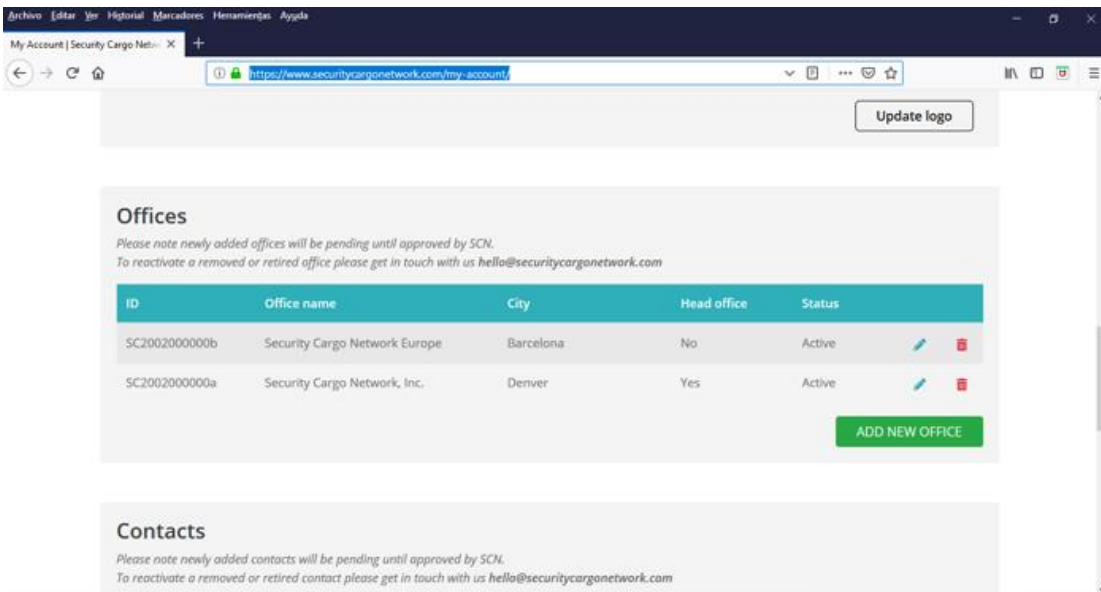 Archivo Editar Ver Historial Marcadores Herramientas Ayuda
My Account | Security Cargo Netw
https://www.securitycargonetwork.com/my-account/
Update logo
Offices
Please note newly added offices will be pending until approved by SCN.
To reactivate a removed or retired office please get in touch with us hello@securitycargonetwork.com
ID Office name City Head office Status
SC2002000000b Security Cargo Network Europe Barcelona No Active
SC2002000000a Security Cargo Network, Inc. Denver Yes Active
ADD NEW OFFICE
Contacts
Please note newly added contacts will be pending until approved by SCN.
To reactivate a removed or retired contact please get in touch with us hello@securitycargonetwork.com